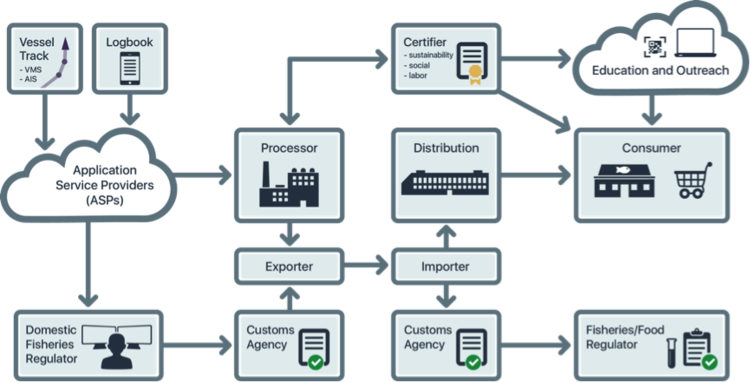 Vessel
Track
- VMS
- AIS
Logbook
Certifier
- sustainability
- social
- labor
Education and Outreach
Application
Service Providers
(ASPs)
Processor
Distribution
Consumer
Exporter
Importer
Domestic
Fisheries
Regulator
Customs
Agency
Customs
Agency
Fisheries/Food
Regulator